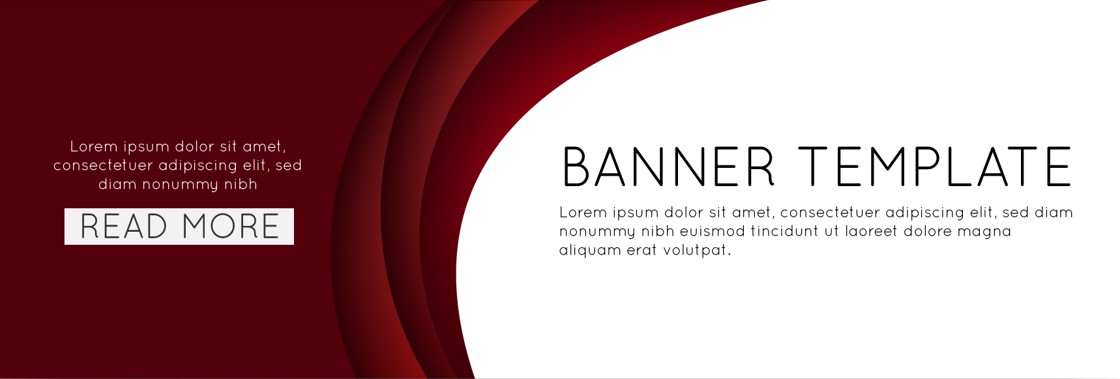 Lorem ipsum dolor sit amet,
consectetuer adipiscing elit, sed
diam nonummy nibh
READ MORE
BANNER TEMPLATE
Lorem ipsum dolor sit amet, consectetuer adipiscing elit, sed diam
nonummy nibh euismod tincidunt ut laoreet dolore magna
aliquam erat volutpat.